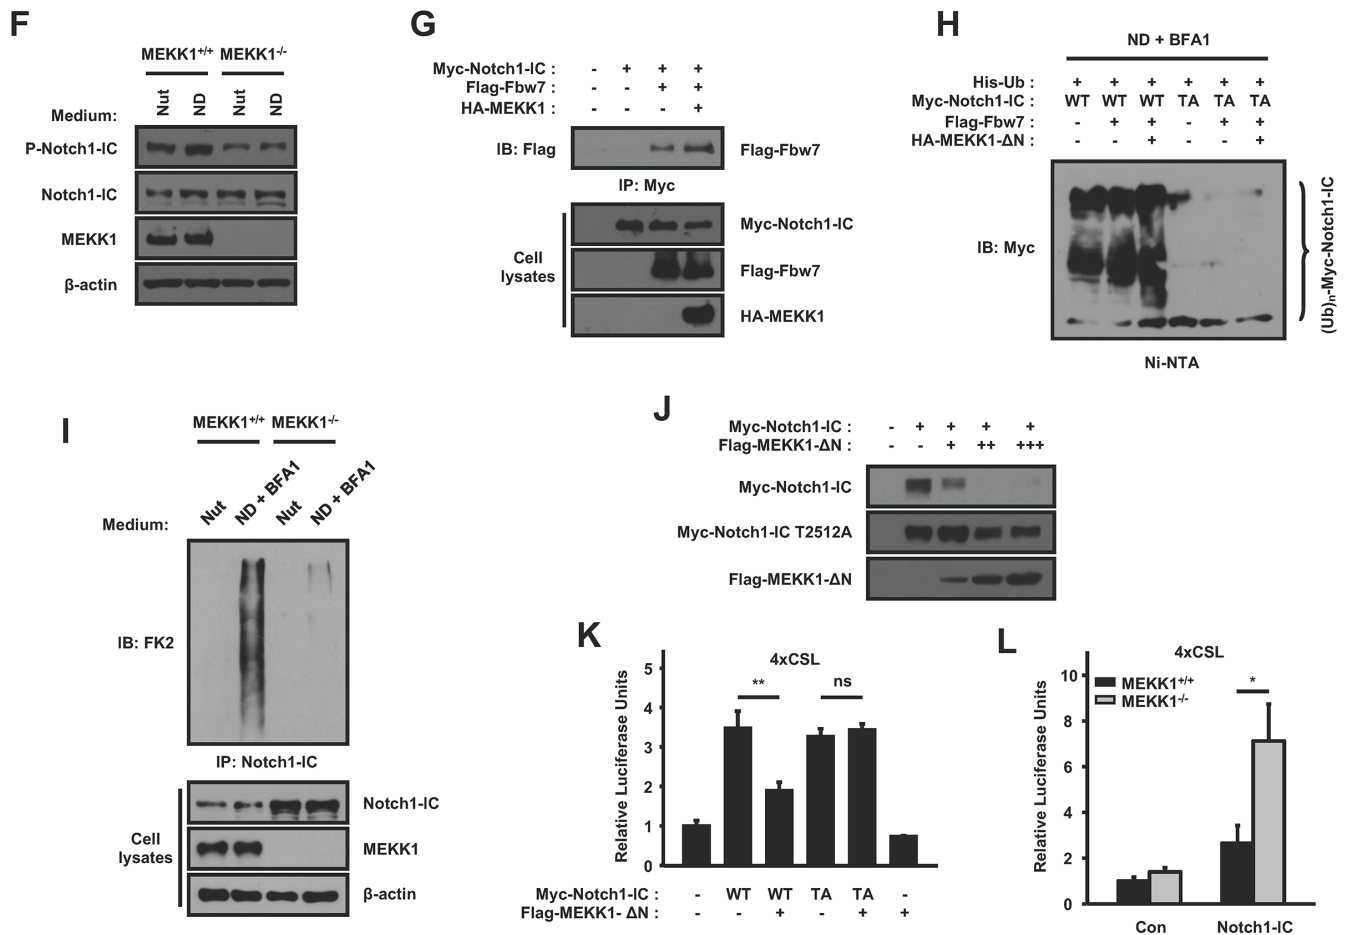 F
MEKK1+/+ MEKK1-/-
Medium: Nut ND Nut ND
P-Notch1-IC
Notch1-IC
MEKK1
β-actin
G
Myc-Notch1-IC : - + + +
Flag-Fbw7 : - - + +
HA-MEKK1 : - - - +
IB: Flag Flag-Fbw7
IP: Myc
Cell lysates
Myc-Notch1-IC
Flag-Fbw7
HA-MEKK1
H
ND + BFA1
His-Ub : + + + + + +
Myc-Notch1-IC : WT WT WT TA TA TA
Flag-Fbw7 : - + + - + +
HA-MEKK1-ΔN : - - + - - +
IB: Myc
(Ub)n-Myc-Notch1-IC
Ni-NTA
I
MEKK1+/+ MEKK1-/-
Medium: Nut ND + BFA1 Nut ND + BFA1
IB: FK2
IP: Notch1-IC
Cell
lysates
Notch1-IC
MEKK1
β-actin
J
Myc-Notch1-IC : - + + + +
Flag-MEKK1-ΔN : - - + ++ +++
Myc-Notch1-IC
Myc-Notch1-IC T2512A
Flag-MEKK1-ΔN
K
4xCSL
Relative Luciferase Units
5
4
3
2
1
0
** ns
Myc-Notch1-IC : - WT WT TA TA -
Flag-MEKK1- ΔN : - - + - + +
L
4xCSL
MEKK1+/+
MEKK1-/-
*
Relative Luciferase Units
10
8
6
4
2
0
Con Notch1-IC